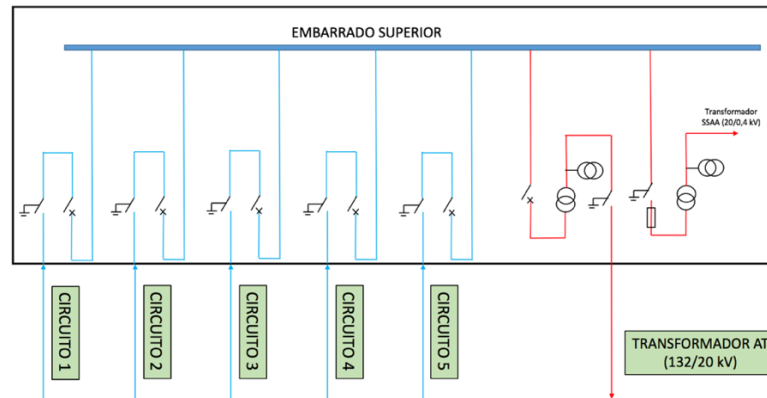 EMBARRADO SUPERIOR
Transformador
SSAA (20/0,4 kV)
CIRCUITO 1
CIRCUITO 2
CIRCUITO 3
CIRCUITO 4
CIRCUITO 5
TRANSFORMADOR AT
(132/20 kV)